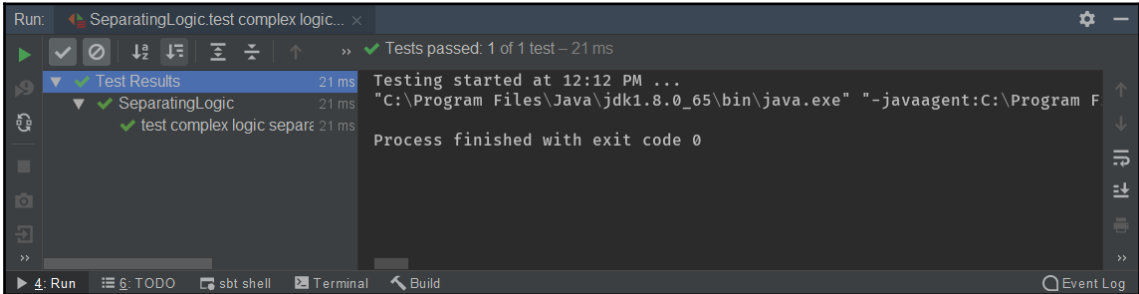 Run: SeparatingLogic.test complex logic... ×
›› Tests passed: 1 of 1 test – 21 ms
Test Results 21 ms
SeparatingLogic 21 ms
test complex logic separa 21 ms
Testing started at 12:12 PM ...
"C:\Program Files\Java\jdk1.8.0_65\bin\java.exe" "-javaagent:C:\Program F
Process finished with exit code 0
4: Run 6: TODO sbt shell Terminal Build Event Log